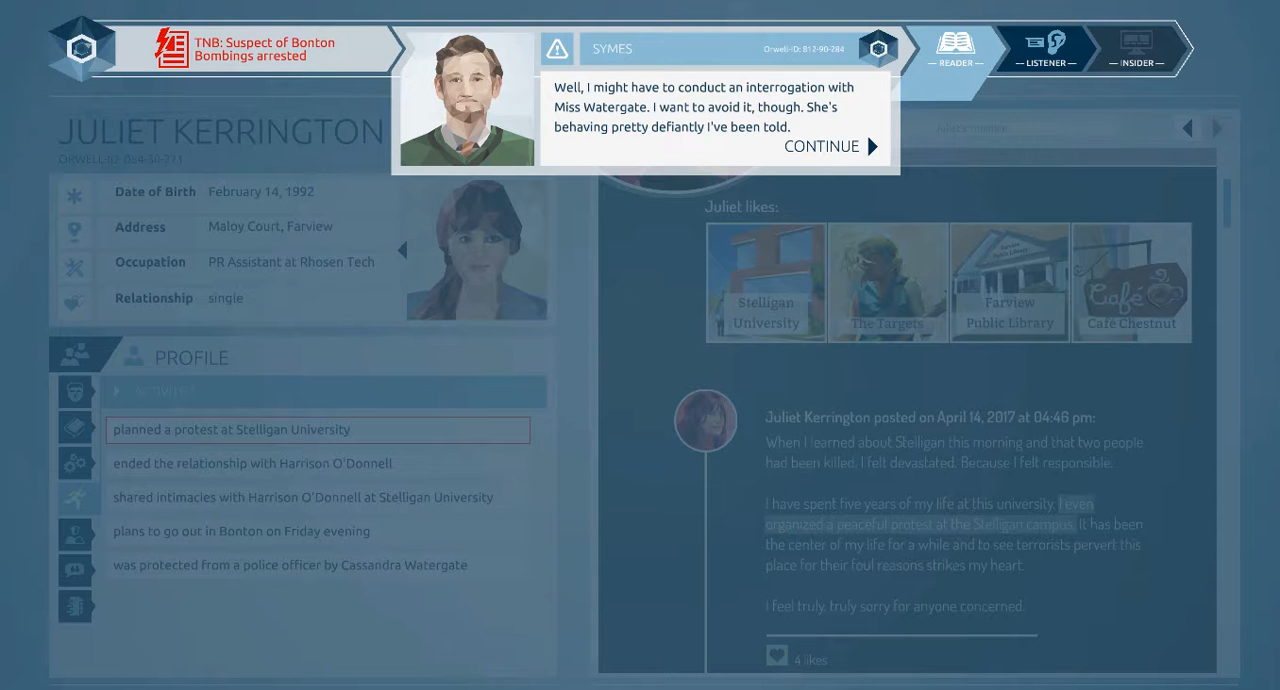 TNB: Suspect of Bonton
Bombings arrested
SYMES
Orwell-ID: B12-90-284
Well, I might have to conduct an interrogation with
Miss Watergate. I want to avoid it, though. She's
behaving pretty defiantly I've been told.
CONTINUE
— READER —
— LISTENER —
— INSIDER —
JULIET KERRINGTON
Date of Birth February 14, 1992
Address Maloy Court, Farview
Occupation PR Assistant at Rhosen Tech
Relationship single
PROFILE
ACTIVITIES
planned a protest at Stelligan University
ended the relationship with Harrison O'Donnell
shared intimacies with Harrison O'Donnell at Stelligan University
plans to go out in Bonton on Friday evening
was protected from a police officer by Cassandra Watergate
Juliet likes:
Stelligan
University
The Targets
Farview
Public Library
Café Chestnut
Juliet Kerrington posted on April 14, 2017 at 04:46 pm:
When I learned about Stelligan this morning and that two people
had been killed, I felt devastated. Because I felt responsible.
I have spent five years of my life at this university. I even
organized a peaceful protest at the Stelligan campus. It has been
the center of my life for a while and to see terrorists pervert this
place for their foul reasons strikes my heart.
I feel truly, truly sorry for anyone concerned.
4 likes